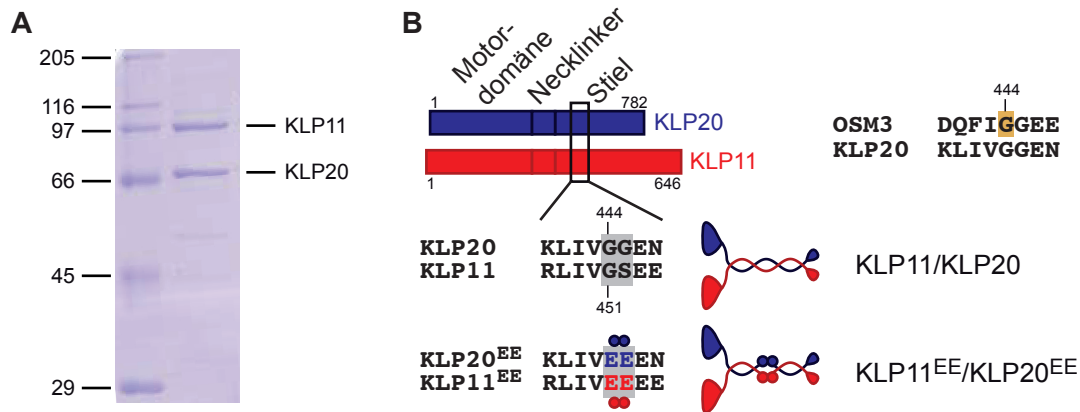 A
205
116
97
66
45
29
KLP11
KLP20
B
Motor-
domäne
Necklinker
Stiel
1
782
KLP20
KLP11
1
646
444
OSM3 DQFIGGEE
KLP20 KLIVGGEN
444
KLP20 KLIVGGEN
KLP11 RLIVGSEE
451
KLP11/KLP20
KLP20EE KLIVEEEN
KLP11EE RLIVEEEE
KLP11EE/KLP20EE